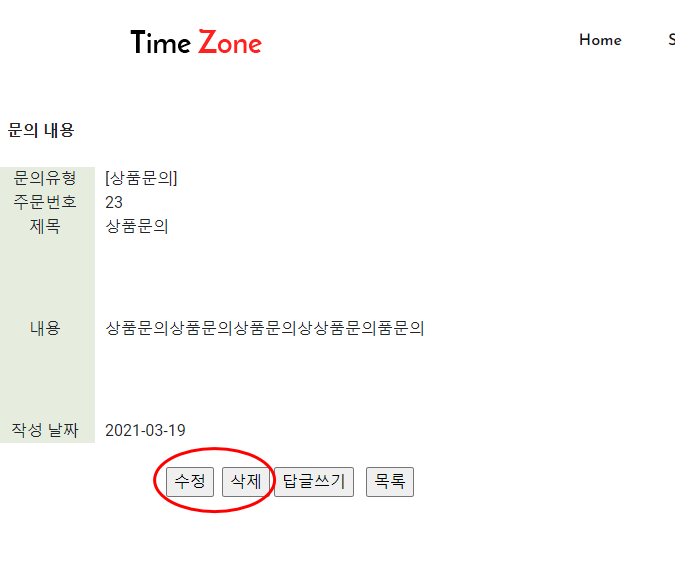 Time Zone Home S
문의 내용
문의유형 [상품문의]
주문번호 23
제목 상품문의
내용 상품문의상품문의상품문의상상품문의품문의
작성 날짜 2021-03-19
수정 삭제 답글쓰기 목록